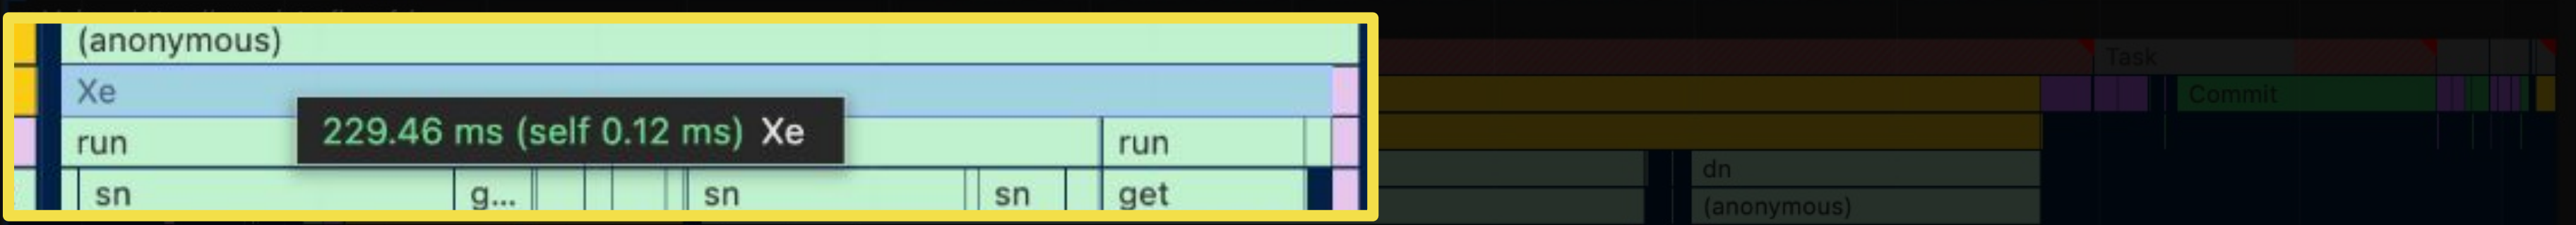 (anonymous)
Task
Xe
Commit
229.46 ms (self 0.12 ms) Xe
run
run
dn
sn
g...
sn
sn
get
(anonymous)